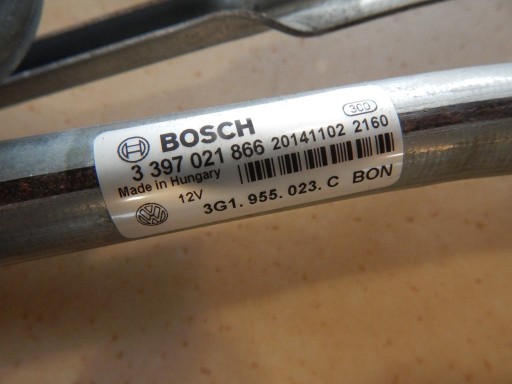 3C0
BOSCH
3 397 021 866 20141102 2160
Made in Hungary
12V
3G1.955.023.C BON